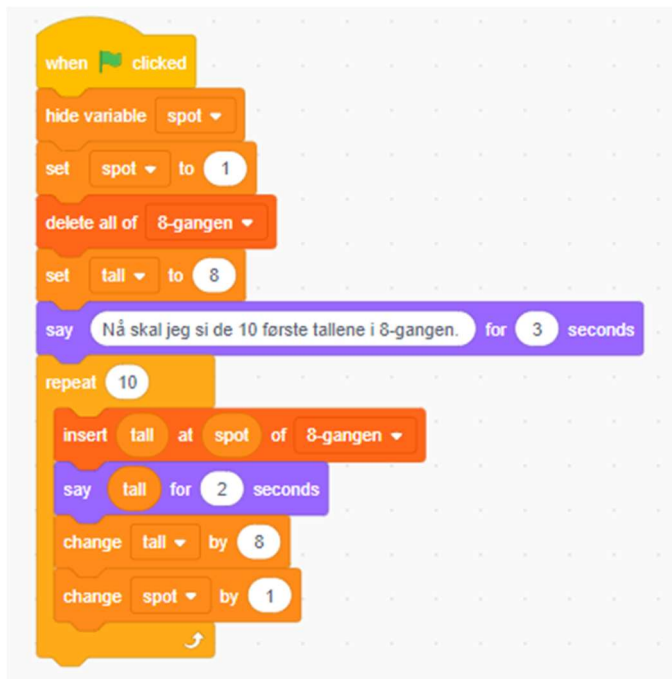 when clicked
hide variable spot
set spot to 1
delete all of 8-gangen
set tall to 8
say Nå skal jeg si de 10 første tallene i 8-gangen. for 3 seconds
repeat 10
insert tall at spot of 8-gangen
say tall for 2 seconds
change tall by 8
change spot by 1